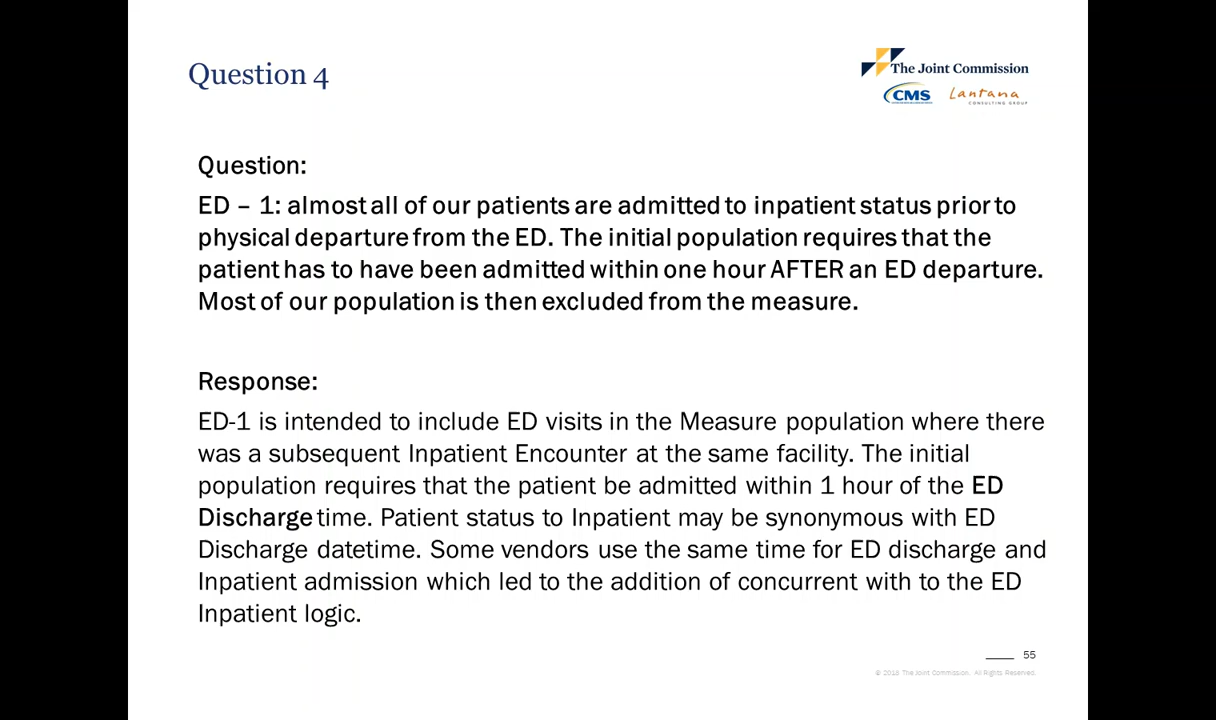 Question 4
The Joint Commission
CMS
Lantana
CONSULTING GROUP
Question:
ED – 1: almost all of our patients are admitted to inpatient status prior to
physical departure from the ED. The initial population requires that the
patient has to have been admitted within one hour AFTER an ED departure.
Most of our population is then excluded from the measure.
Response:
ED-1 is intended to include ED visits in the Measure population where there
was a subsequent Inpatient Encounter at the same facility. The initial
population requires that the patient be admitted within 1 hour of the ED
Discharge time. Patient status to Inpatient may be synonymous with ED
Discharge datetime. Some vendors use the same time for ED discharge and
Inpatient admission which led to the addition of concurrent with to the ED
Inpatient logic.
55
The Joint Commission. All Rights Reserved.